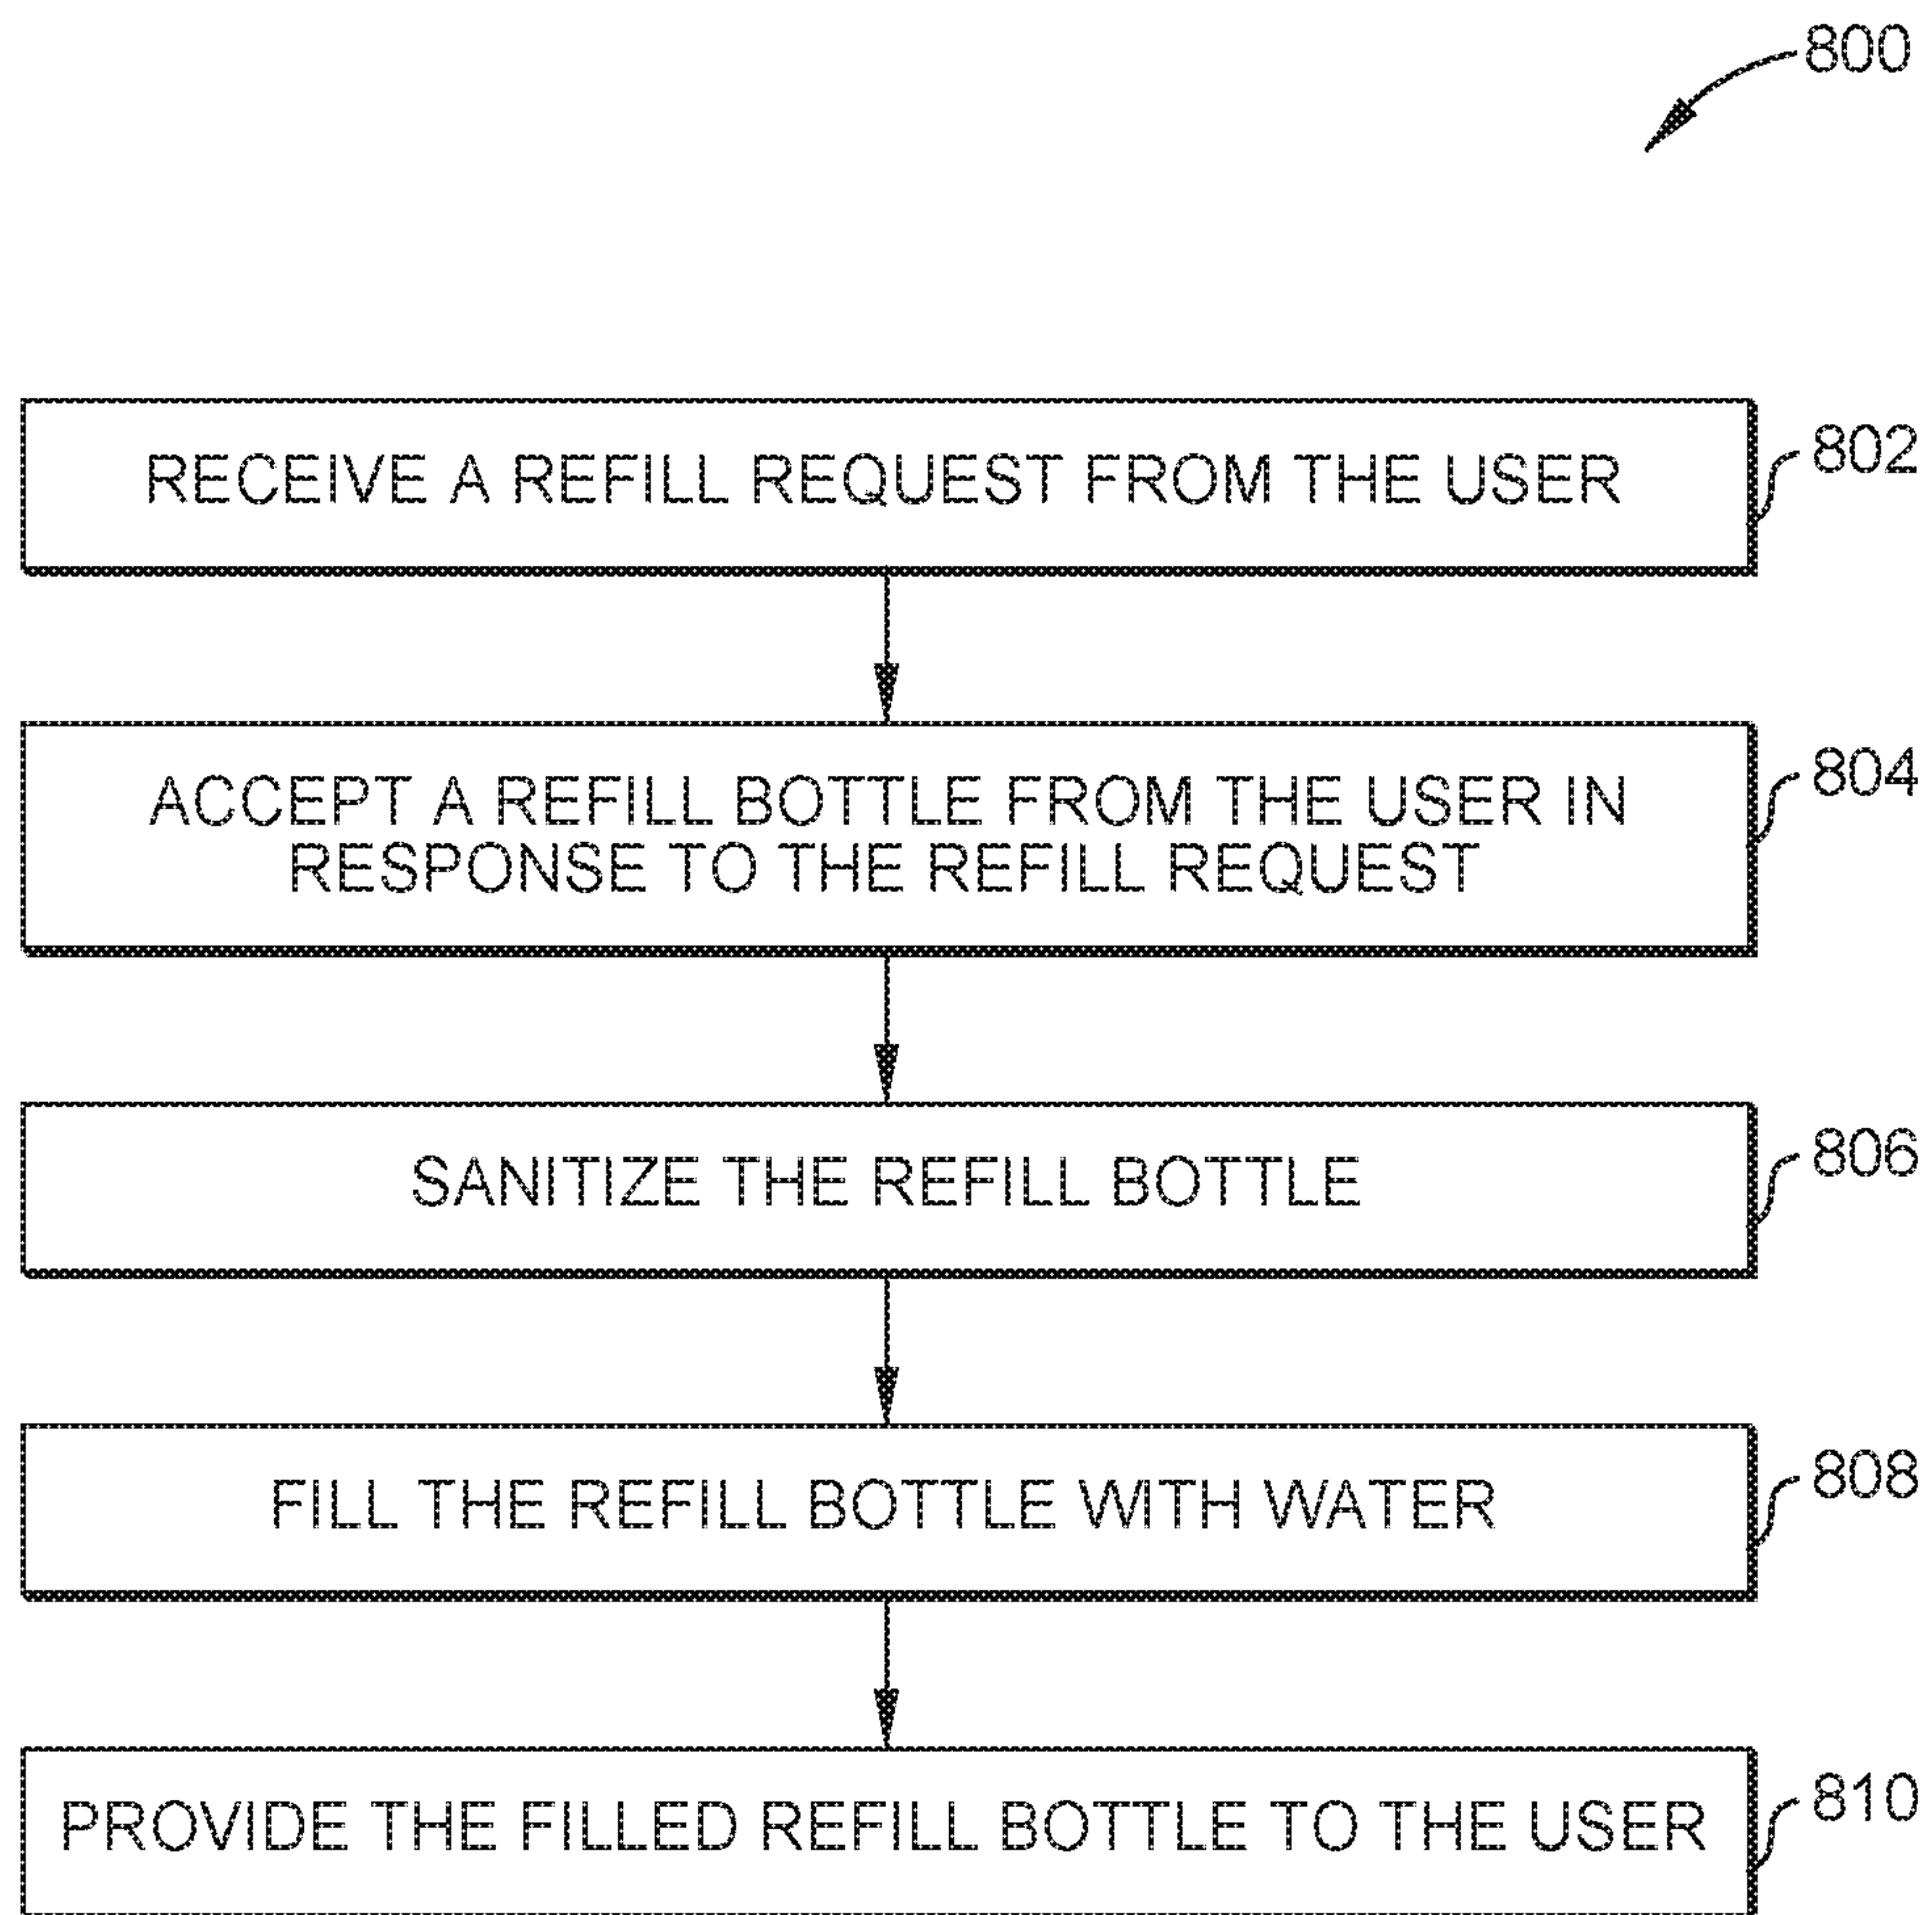 800
RECEIVE A REFILL REQUEST FROM THE USER
802
ACCEPT A REFILL BOTTLE FROM THE USER IN
RESPONSE TO THE REFILL REQUEST
804
SANITIZE THE REFILL BOTTLE
806
FILL THE REFILL BOTTLE WITH WATER
808
PROVIDE THE FILLED REFILL BOTTLE TO THE USER
810